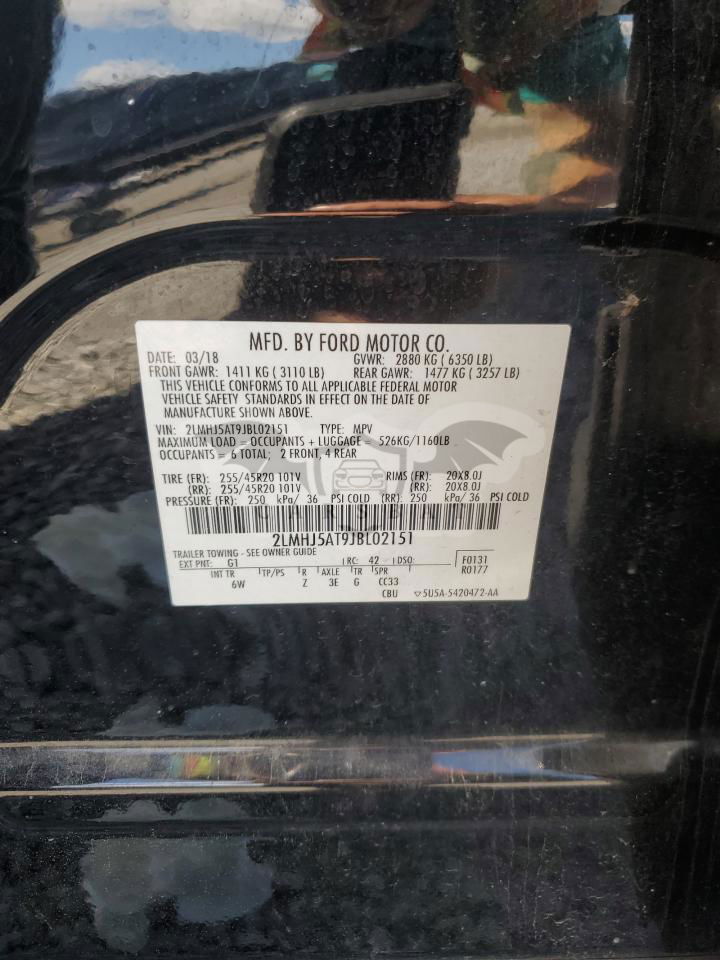 MFD. BY FORD MOTOR CO.
DATE: 03/18 GVWR: 2880 KG ( 6350 LB)
FRONT GAWR: 1411 KG ( 3110 LB) REAR GAWR: 1477 KG ( 3257 LB)
THIS VEHICLE CONFORMS TO ALL APPLICABLE FEDERAL MOTOR
VEHICLE SAFETY STANDARDS IN EFFECT ON THE DATE OF
MANUFACTURE SHOWN ABOVE.
VIN: 2LMHJ5AT9JBL02151 TYPE: MPV
MAXIMUM LOAD = OCCUPANTS + LUGGAGE = 526KG/1160LB
OCCUPANTS = 6 TOTAL; 2 FRONT, 4 REAR
TIRE (FR): 255/45R20 101V RIMS (FR): 20X8.0J
(RR): 255/45R20 101V (RR): 20X8.0J
PRESSURE (FR): 250 kPa/ 36 PSI COLD (RR): 250 kPa/ 36 PSI COLD
2LMHJ5AT9JBL02151
TRAILER TOWING - SEE OWNER GUIDE
EXT PNT: G1 RC: 42 DSO: F0131
INT TR TP/PS R AXLE TR SPR R0177
6W Z 3E G CC33
CBU ▽5U5A-5420472-AA